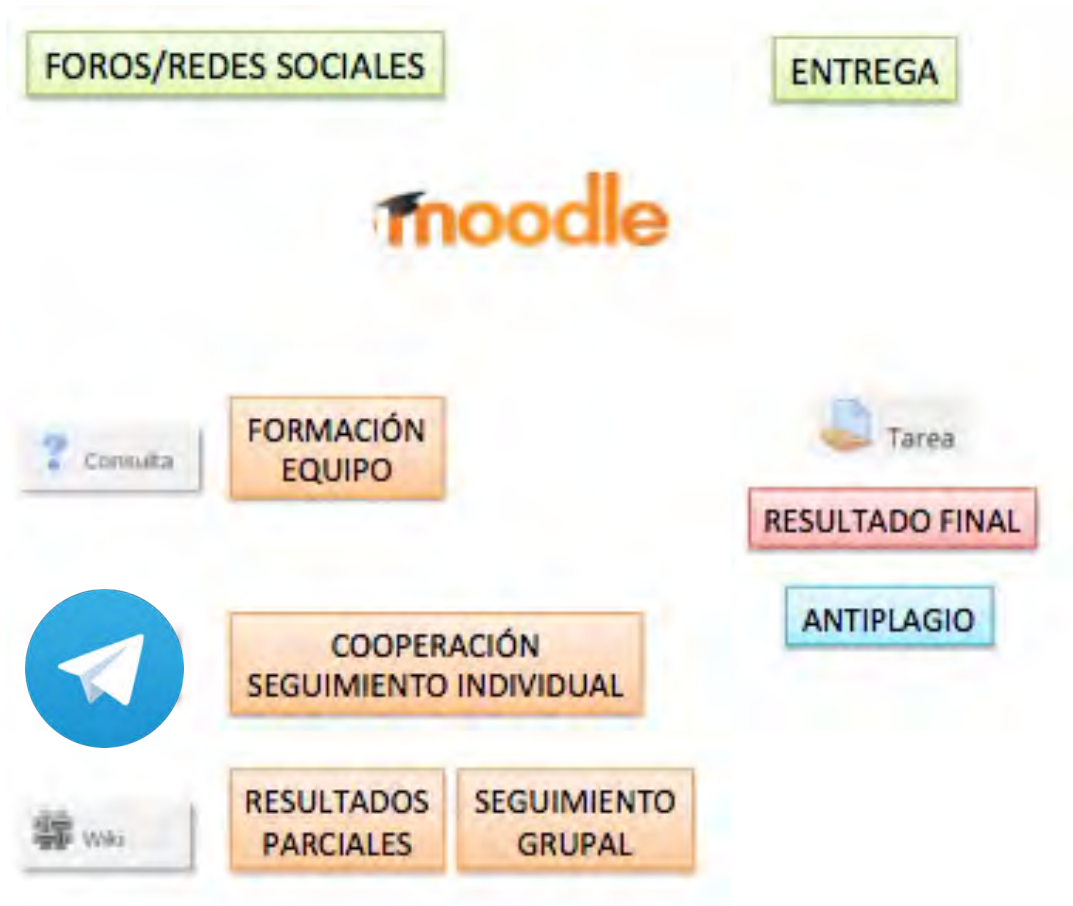 FOROS/REDES SOCIALES
ENTREGA
moodle
Consulta
FORMACIÓN
EQUIPO
Tarea
RESULTADO FINAL
ANTIPLAGIO
COOPERACIÓN
SEGUIMIENTO INDIVIDUAL
Wiki
RESULTADOS
PARCIALES
SEGUIMIENTO
GRUPAL